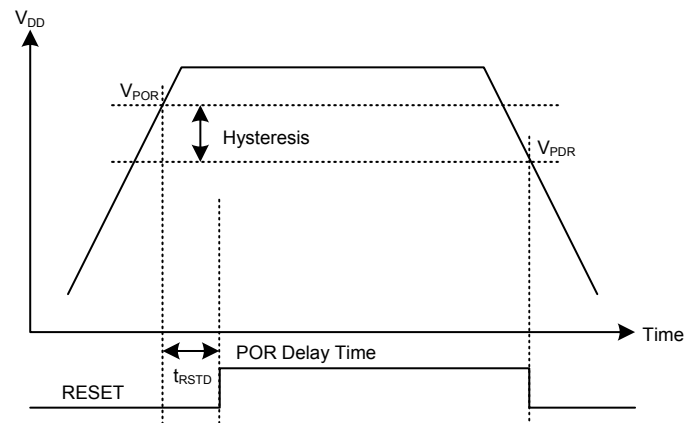 VDD
VPOR
Hysteresis
VPDR
Time
POR Delay Time
tRSTD
RESET